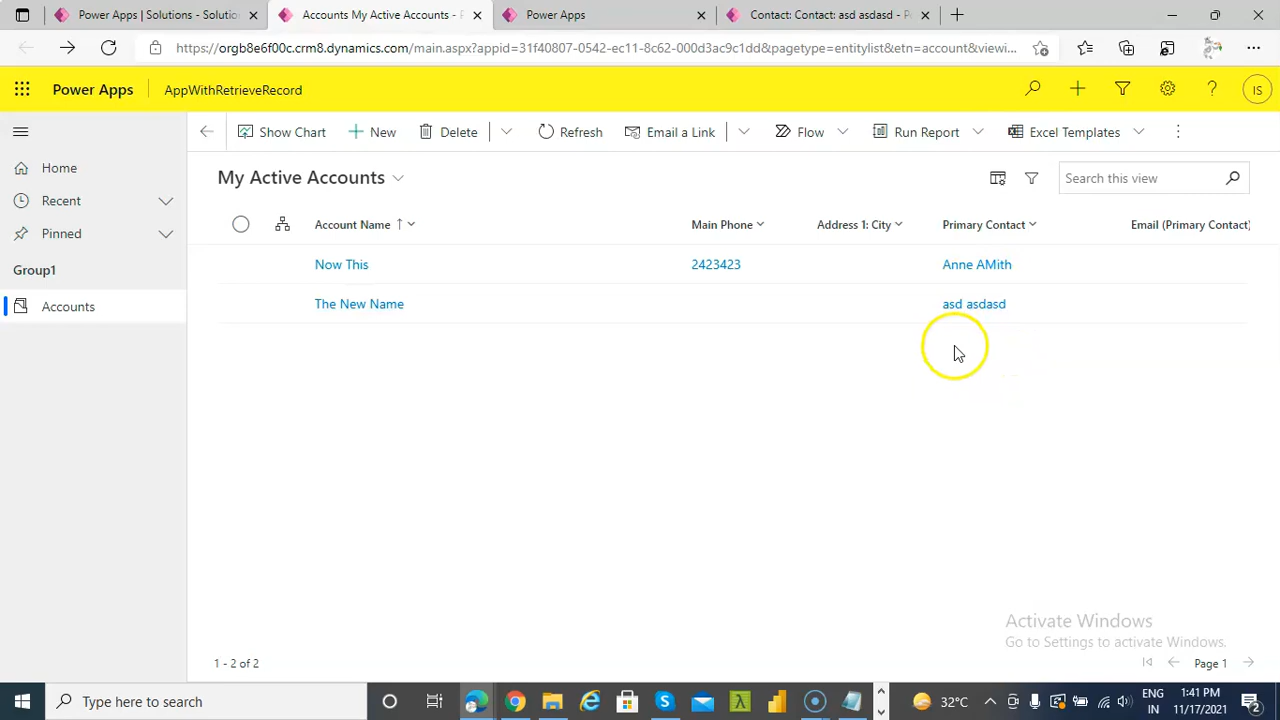 Power Apps | Solutions - Solutio
Accounts My Active Accounts - P
Power Apps
Contact: Contact: asd asdasd - Po
https://orgb8e6f00c.crm8.dynamics.com/main.aspx?appid=31f40807-0542-ec11-8c62-000d3ac9c1dd&pagetype=entitylist&etn=account&viewi...
Power Apps
AppWithRetrieveRecord
IS
Show Chart
New
Delete
Refresh
Email a Link
Flow
Run Report
Excel Templates
Home
Recent
Pinned
Group1
Accounts
My Active Accounts
Search this view
Account Name
Main Phone
Address 1: City
Primary Contact
Email (Primary Contact)
Now This
2423423
Anne AMith
The New Name
asd asdasd
Activate Windows
Go to Settings to activate Windows.
1 - 2 of 2
Page 1
Type here to search
32°C
ENG
IN
1:41 PM
11/17/2021
2